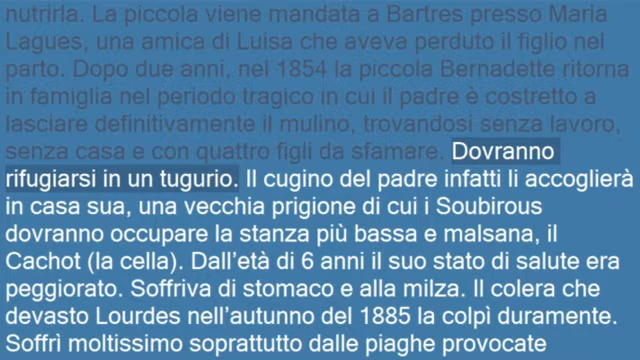 nutrirla. La piccola viene mandata a Bartres presso Maria
Lagues, una amica di Luisa che aveva perduto il figlio nel
parto. Dopo due anni, nel 1854 la piccola Bernadette ritorna
in famiglia nel periodo tragico in cui il padre è costretto a
lasciare definitivamente il mulino, trovandosi senza lavoro,
senza casa e con quattro figli da sfamare. Dovranno
rifugiarsi in un tugurio. Il cugino del padre infatti li accoglierà
in casa sua, una vecchia prigione di cui i Soubirous
dovranno occupare la stanza più bassa e malsana, il
Cachot (la cella). Dall’età di 6 anni il suo stato di salute era
peggiorato. Soffriva di stomaco e alla milza. Il colera che
devasto Lourdes nell’autunno del 1885 la colpì duramente.
Soffrì moltissimo soprattutto dalle piaghe provocate